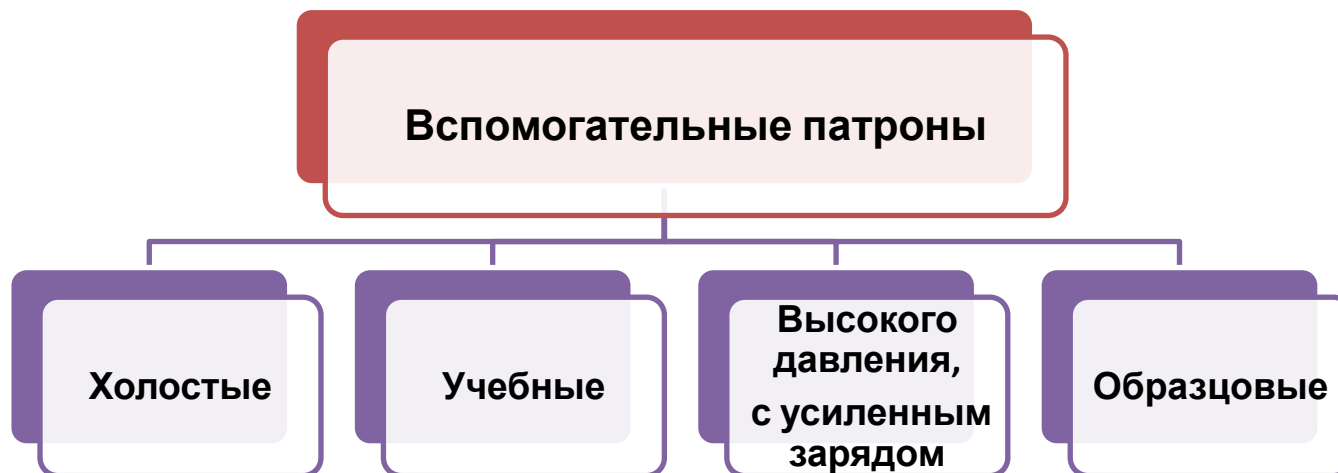 Вспомогательные патроны
Холостые
Учебные
Высокого
давления,
с усиленным
зарядом
Образцовые